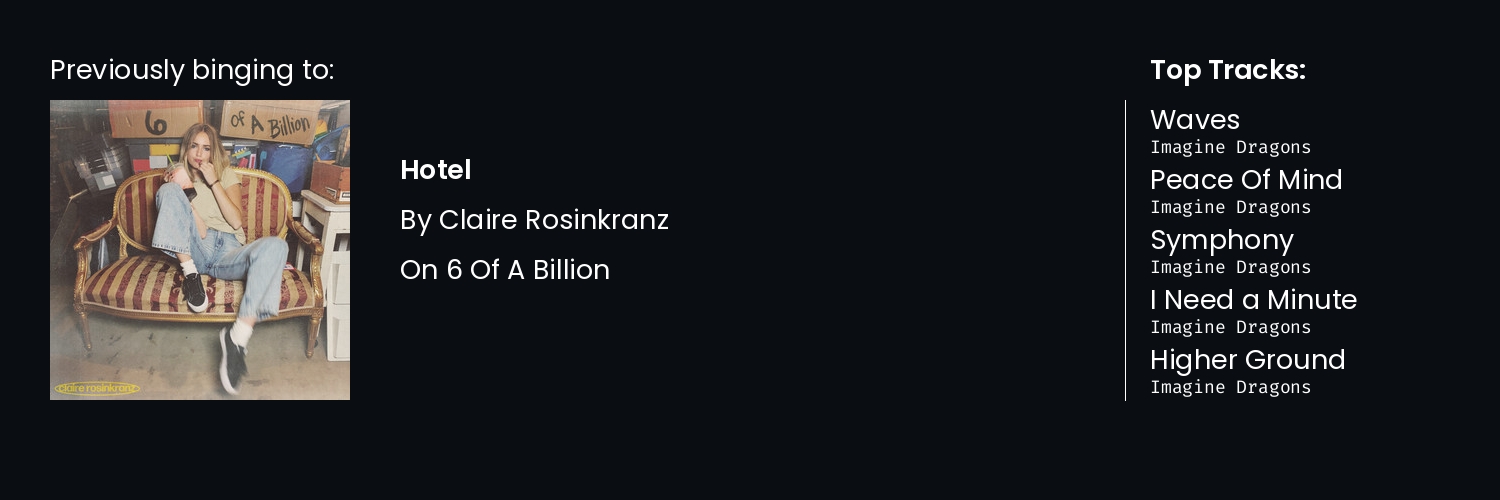 Previously binging to:
6
of A Billion
claire rosinkranz
Hotel
By Claire Rosinkranz
On 6 Of A Billion
Top Tracks:
Waves
Imagine Dragons
Peace Of Mind
Imagine Dragons
Symphony
Imagine Dragons
I Need a Minute
Imagine Dragons
Higher Ground
Imagine Dragons